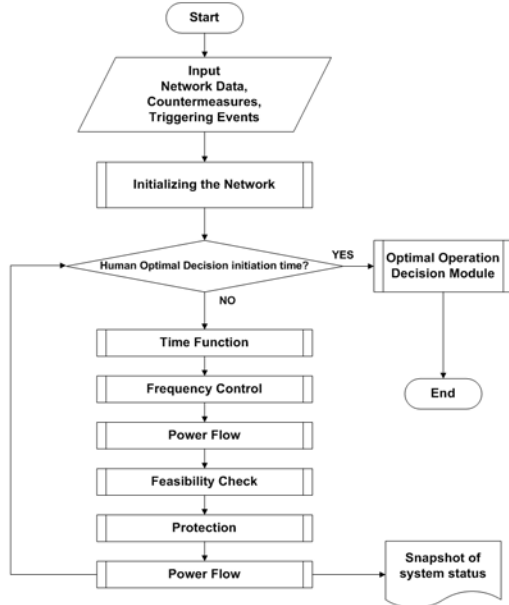 Start
Input
Network Data,
Countermeasures,
Triggering Events
Initializing the Network
Human Optimal Decision initiation time?
YES
Optimal Operation
Decision Module
NO
Time Function
End
Frequency Control
Power Flow
Feasibility Check
Protection
Power Flow
Snapshot of
system status